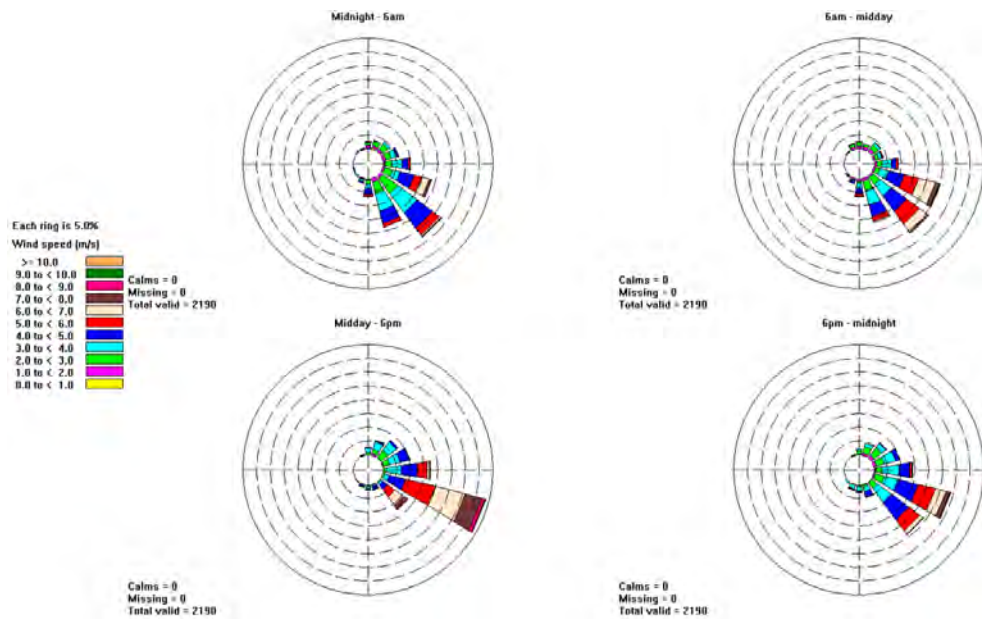 Midnight - 6am
6am - midday
Each ring is 5.0%
Wind speed (m/s)
>= 10.0
9.0 to < 10.0
8.0 to < 9.0
7.0 to < 8.0
6.0 to < 7.0
5.0 to < 6.0
4.0 to < 5.0
3.0 to < 4.0
2.0 to < 3.0
1.0 to < 2.0
0.0 to < 1.0
Calms = 0
Missing = 0
Total valid = 2190
Calms = 0
Missing = 0
Total valid = 2190
Midday - 6pm
6pm - midnight
Calms = 0
Missing = 0
Total valid = 2190
Calms = 0
Missing = 0
Total valid = 2190